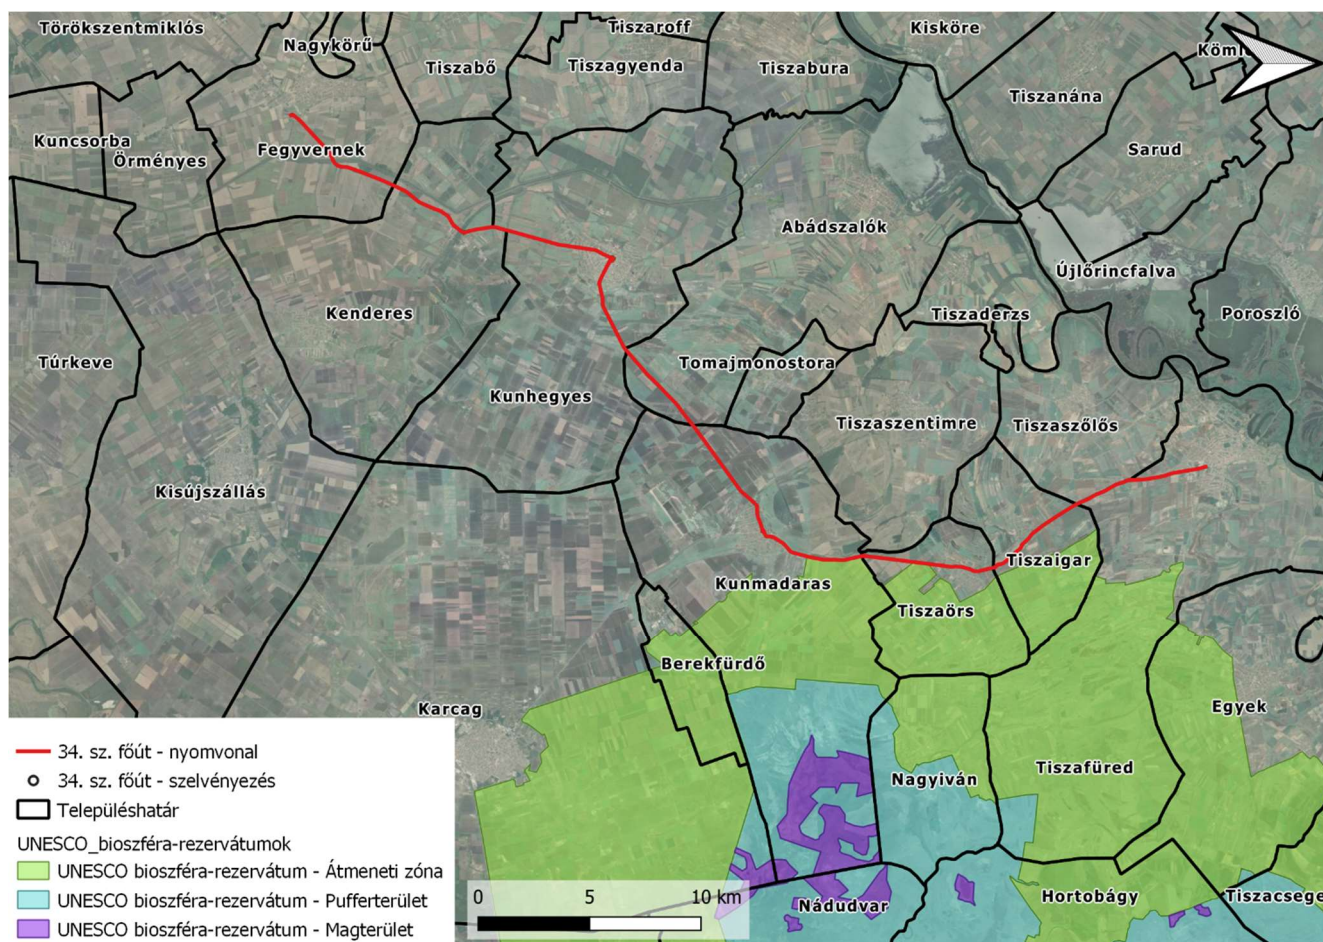 Törökszentmiklós
Nagykörű
Tiszaroff
Kisköre
Tiszabő
Tiszagyenda
Tiszabura
Tiszanána
Kuncsorba
Örményes
Fegyvernek
Sarud
Abádszalók
Újlőrincfalva
Kenderes
Tiszaderzs
Poroszló
Túrkeve
Tomajmonostora
Kunhegyes
Tiszaszentimre
Tiszaszőlős
Kisújszállás
Kunmadaras
Tiszaigar
Tiszaörs
Berekfürdő
Karcag
Egyek
Nagyiván
Tiszafüred
Nádudvar
Hortobágy
Tiszacsege
34. sz. főút - nyomvonal
34. sz. főút - szelvényezés
Településhatár
UNESCO_bioszféra-rezervátumok
UNESCO bioszféra-rezervátum - Átmeneti zóna
UNESCO bioszféra-rezervátum - Pufferterület
UNESCO bioszféra-rezervátum - Magterület
0 5 10 km